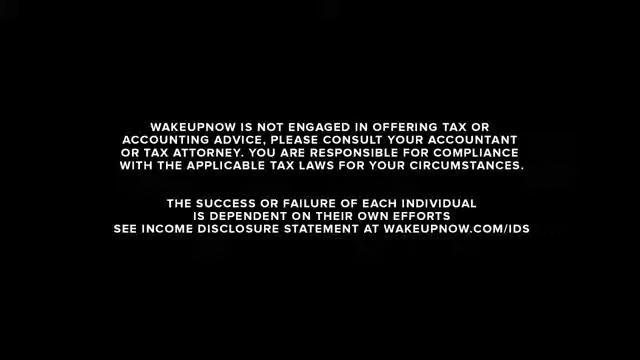 WAKEUPNOW IS NOT ENGAGED IN OFFERING TAX OR
ACCOUNTING ADVICE, PLEASE CONSULT YOUR ACCOUNTANT
OR TAX ATTORNEY. YOU ARE RESPONSIBLE FOR COMPLIANCE
WITH THE APPLICABLE TAX LAWS FOR YOUR CIRCUMSTANCES.
THE SUCCESS OR FAILURE OF EACH INDIVIDUAL
IS DEPENDENT ON THEIR OWN EFFORTS
SEE INCOME DISCLOSURE STATEMENT AT WAKEUPNOW.COM/IDS